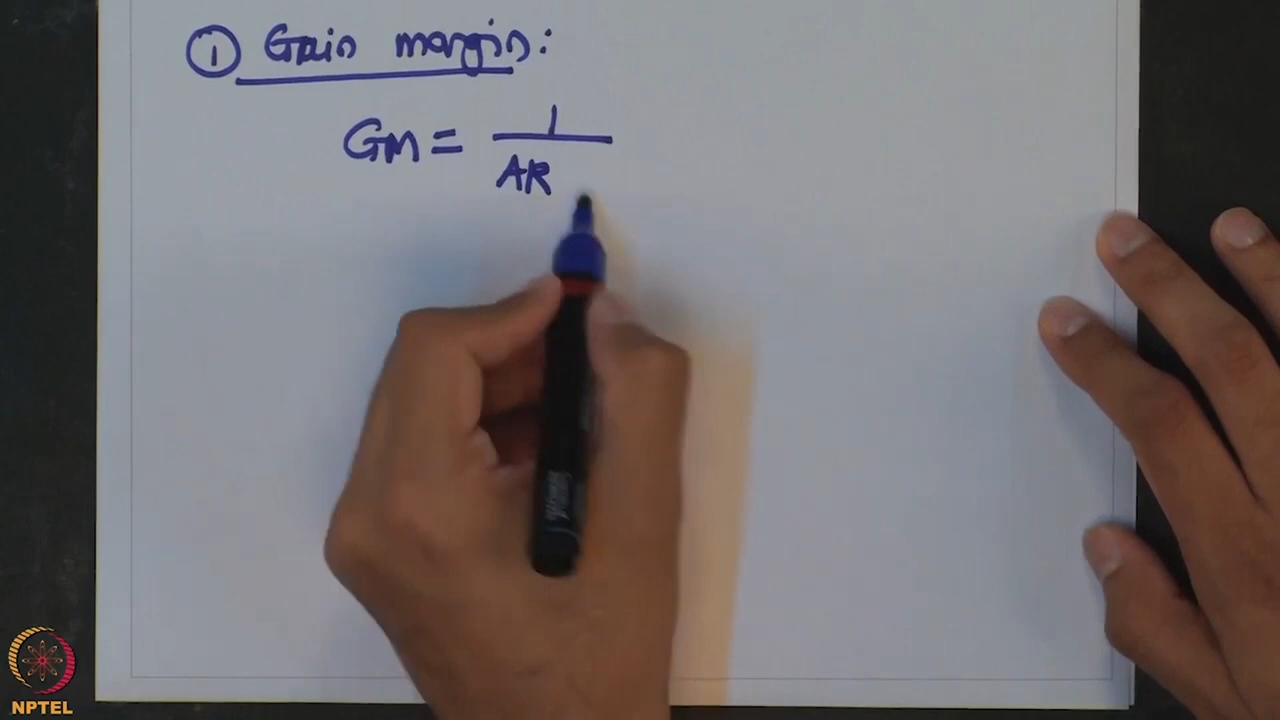 ① Gain margin:
GM = 1 / AR
NPTEL